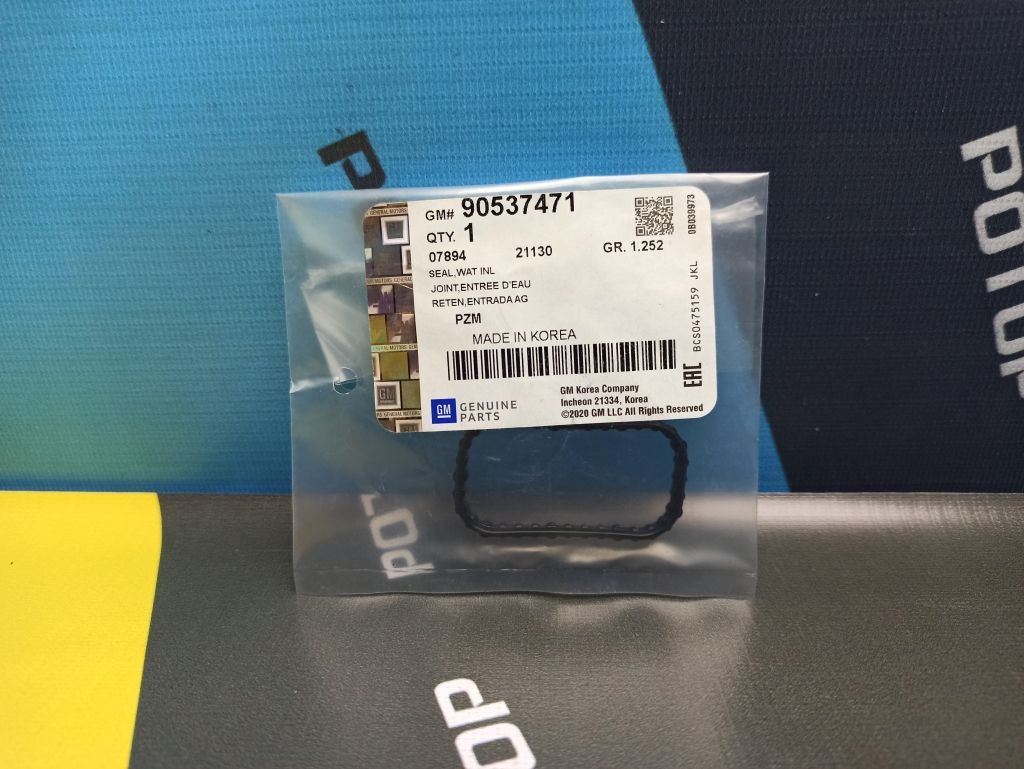 GM# 90537471
QTY. 1
07894 21130 GR. 1.252
SEAL,WAT INL
JOINT,ENTREE D'EAU
RETEN,ENTRADA AG
PZM
MADE IN KOREA
GM GENUINE
PARTS
GM Korea Company
Incheon 21334, Korea
©2020 GM LLC All Rights Reserved
0B039973
BCS0475159 JKL
EAC
РОТОР